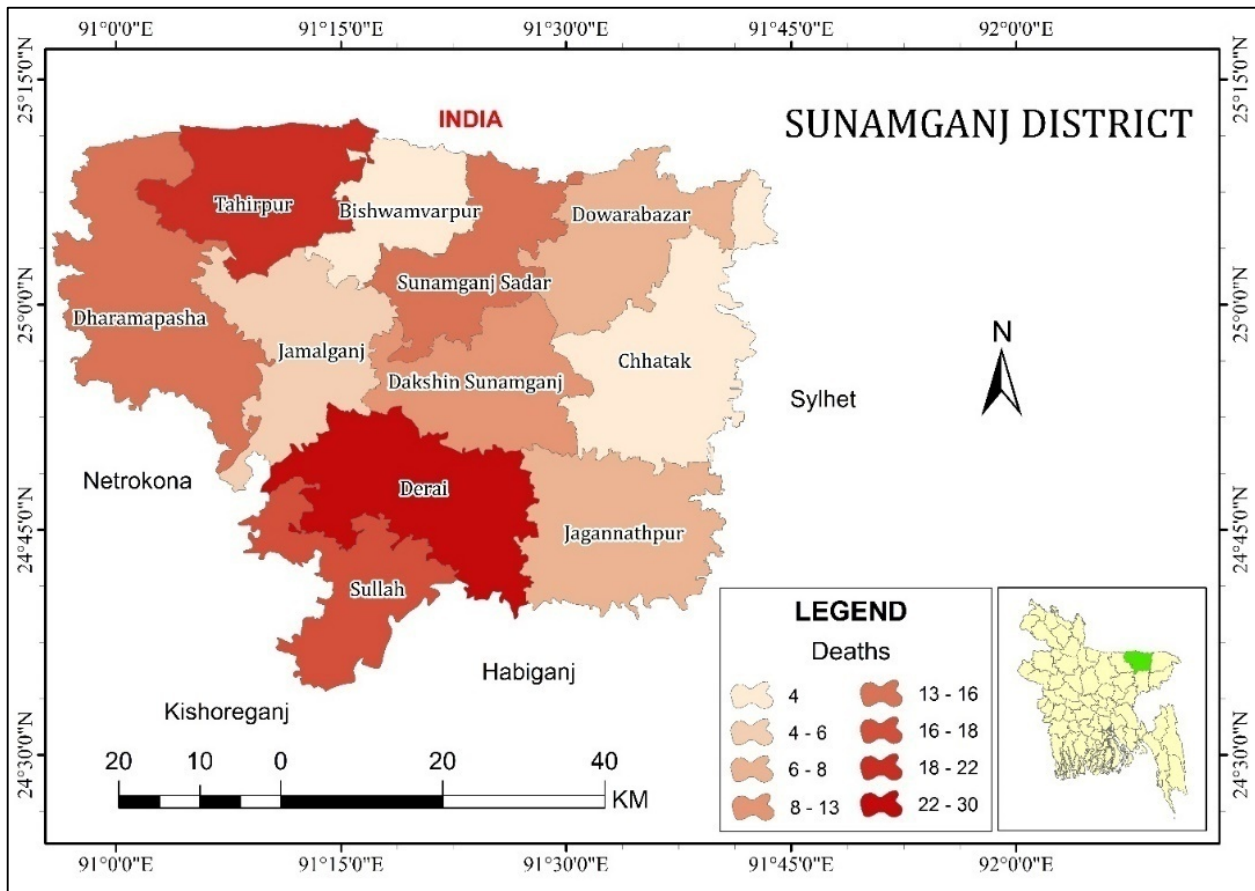 91°0'0"E 91°15'0"E 91°30'0"E 91°45'0"E 92°0'0"E
25°15'0"N 25°15'0"N
SUNAMGANJ DISTRICT
INDIA
Tahirpur
Bishwamvarpur
Dowarabazar
Sunamganj Sadar
25°0'0"N 25°0'0"N
Dharamapasha
Jamalganj
Chhatak
Dakshin Sunamganj
N
Sylhet
Netrokona
Derai
24°45'0"N 24°45'0"N
Jagannathpur
Sullah
Habiganj
Kishoreganj
LEGEND
Deaths
4
4 - 6
6 - 8
8 - 13
13 - 16
16 - 18
18 - 22
22 - 30
24°30'0"N 24°30'0"N
20 10 0 20 40
KM
91°0'0"E 91°15'0"E 91°30'0"E 91°45'0"E 92°0'0"E